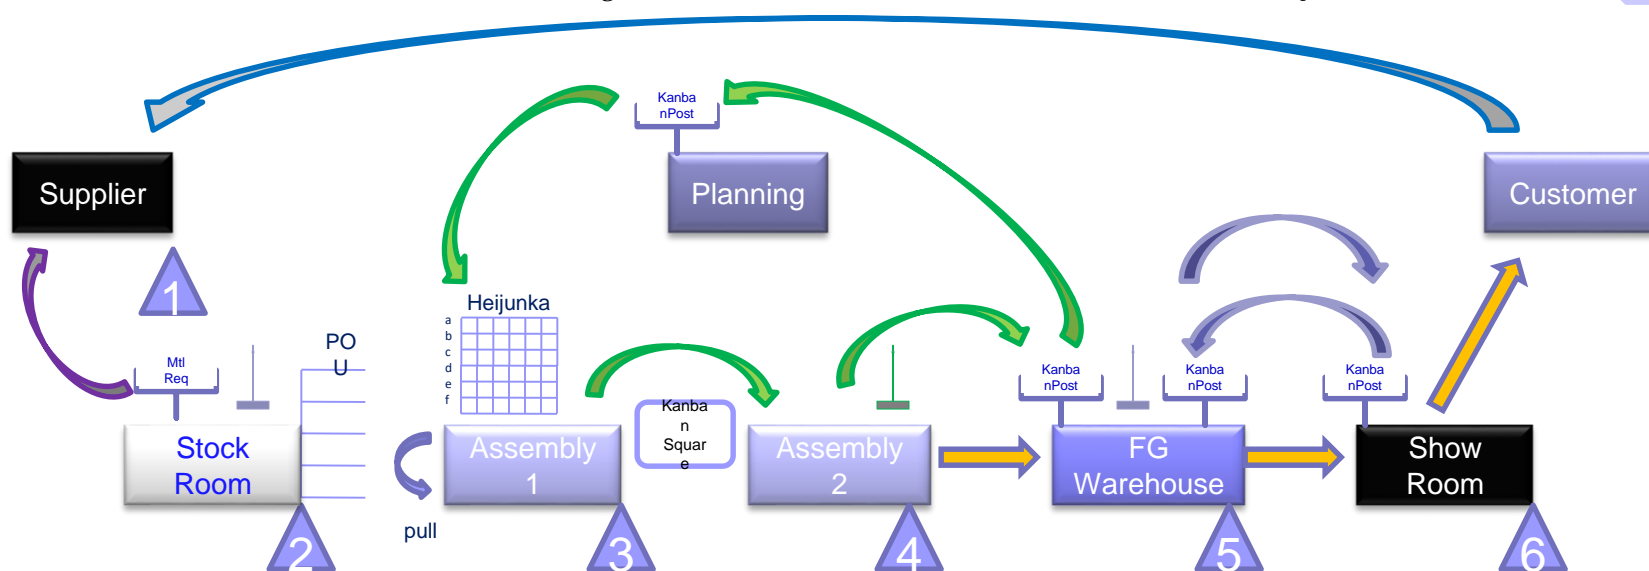 Kanba
nPost
Supplier
Planning
Customer
1
Heijunka
a
b
c
d
e
f
PO
U
Mtl
Req
Kanba
nPost
Kanba
nPost
Kanba
nPost
Kanba
n
Squar
e
Stock
Room
Assembly
1
Assembly
2
FG
Warehouse
Show
Room
pull
2
3
4
5
6